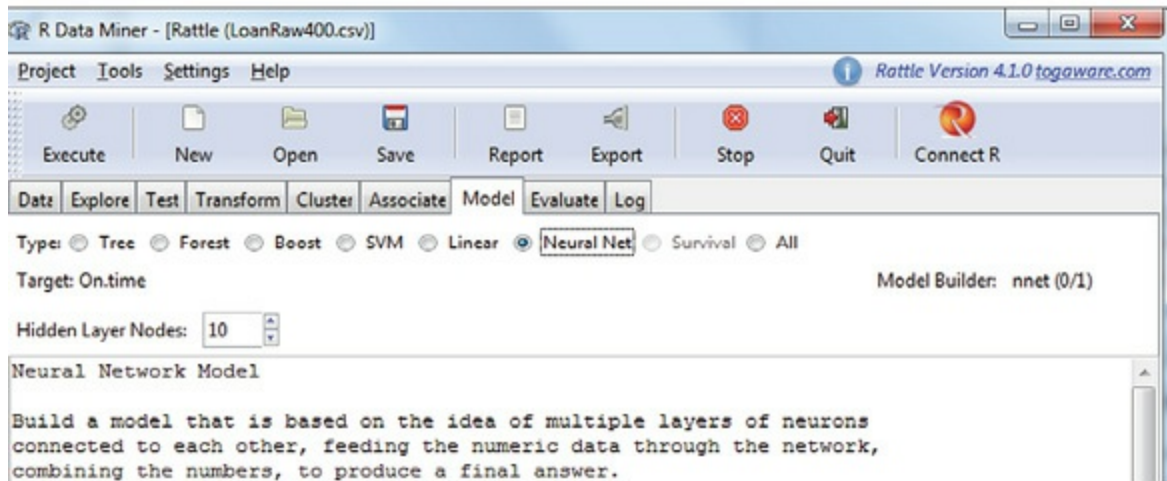 R Data Miner - [Rattle (LoanRaw400.csv)]
Project Tools Settings Help
Rattle Version 4.1.0 togaware.com
Execute New Open Save Report Export Stop Quit Connect R
Data Explore Test Transform Cluster Associate Model Evaluate Log
Type: Tree Forest Boost SVM Linear Neural Net Survival All
Target: On.time Model Builder: nnet (0/1)
Hidden Layer Nodes: 10
Neural Network Model
Build a model that is based on the idea of multiple layers of neurons
connected to each other, feeding the numeric data through the network,
combining the numbers, to produce a final answer.